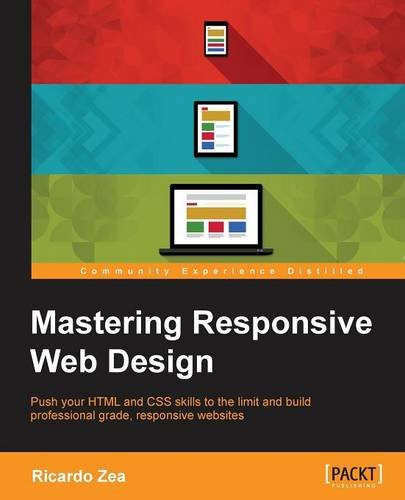 Community Experience Distilled
Mastering Responsive
Web Design
Push your HTML and CSS skills to the limit and build
professional grade, responsive websites
Ricardo Zea
[PACKT]
PUBLISHING